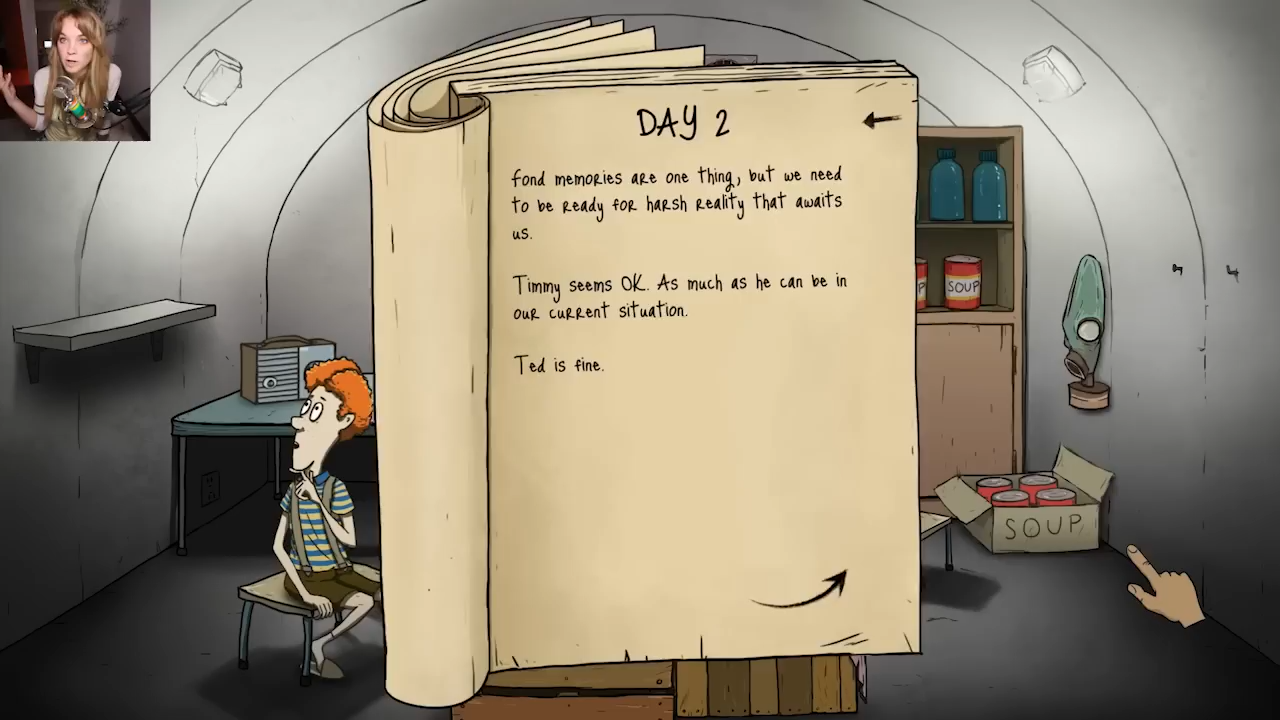 DAY 2
fond memories are one thing, but we need
to be ready for harsh reality that awaits
us.
Timmy seems OK. As much as he can be in
our current situation.
Ted is fine.
SOUP
SOUP